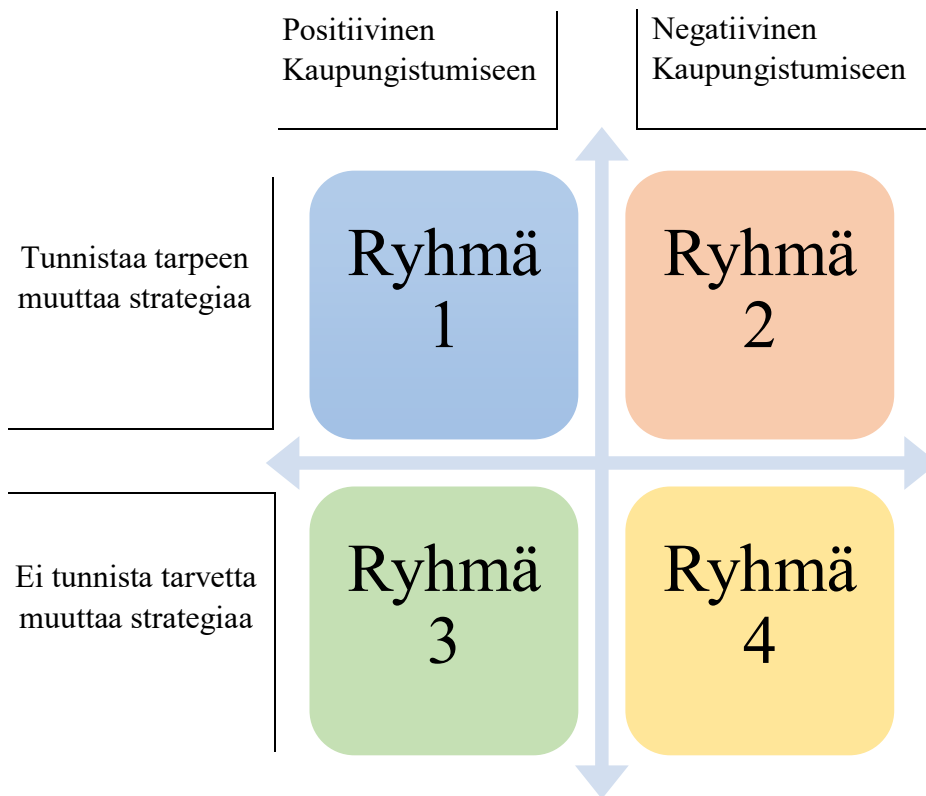 Positiivinen
Kaupungistumiseen
Negatiivinen
Kaupungistumiseen
Tunnistaa tarpeen
muuttaa strategiaa
Ryhmä
1
Ryhmä
2
Ei tunnista tarvetta
muuttaa strategiaa
Ryhmä
3
Ryhmä
4